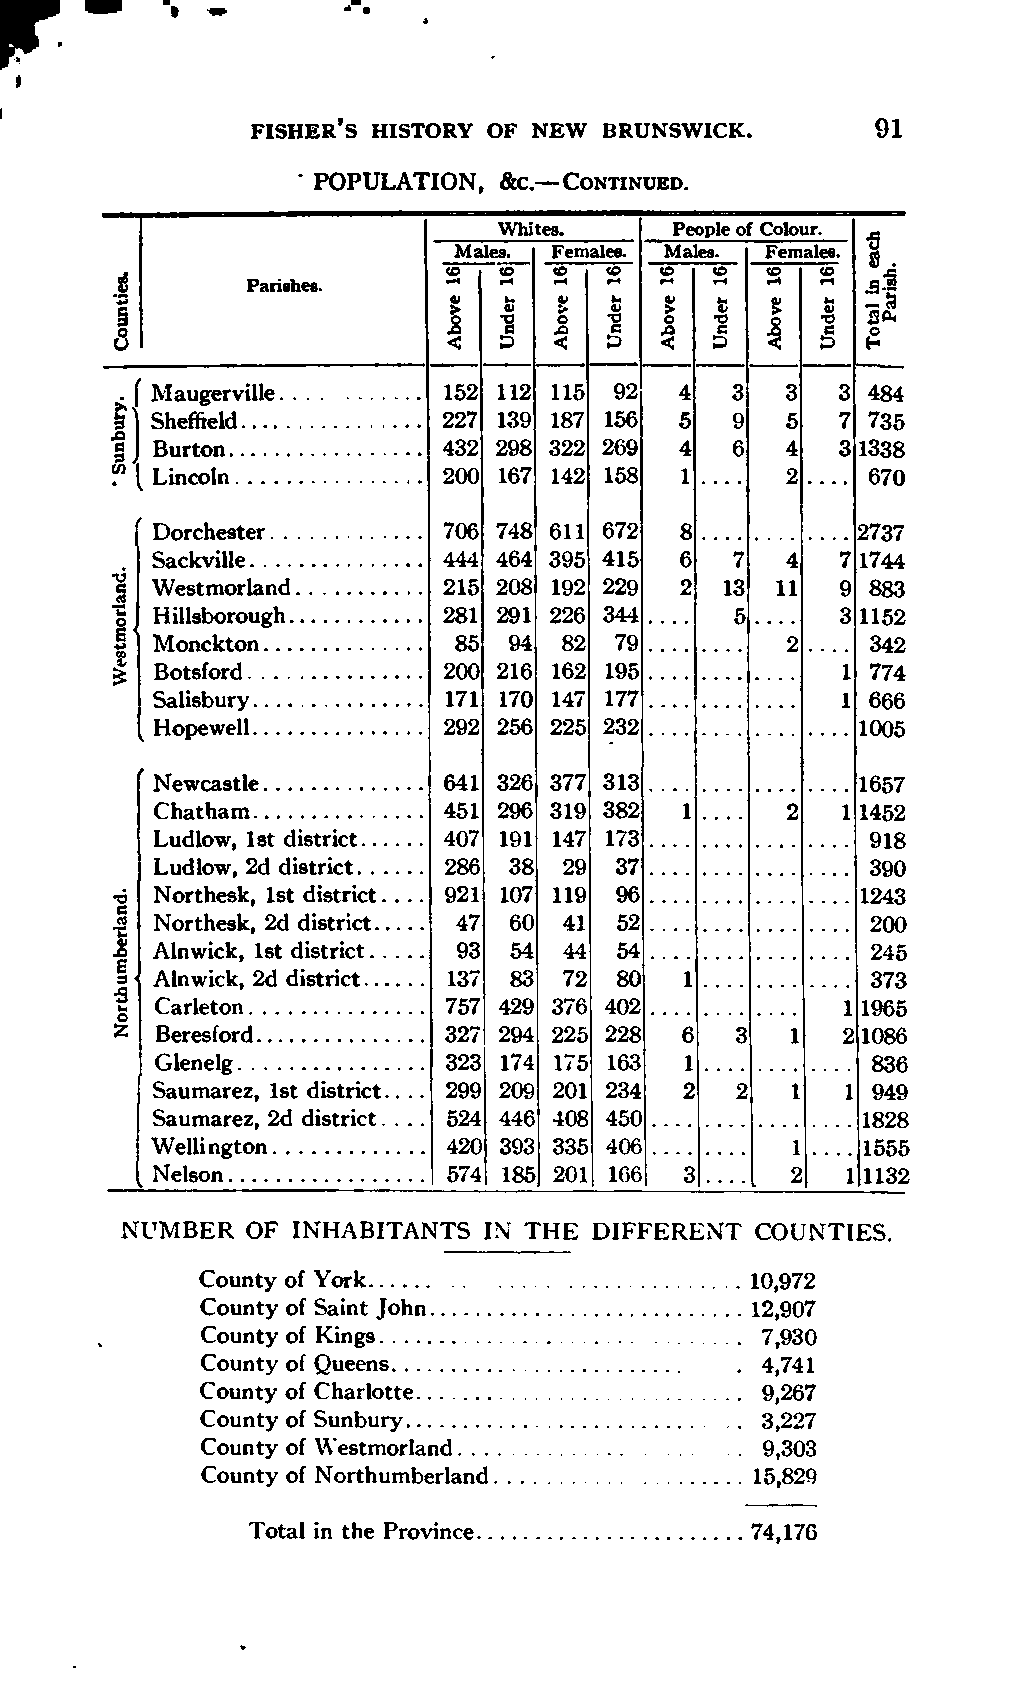 FISHER'S HISTORY OF NEW BRUNSWICK. 91
POPULATION, &c.—CONTINUED.
Counties. Parishes. Whites. People of Colour. Total in each Parish.
Males. Females. Males. Females.
Above 16 Under 16 Above 16 Under 16 Above 16 Under 16 Above 16 Under 16
Sunbury.
Maugerville............ 152 112 115 92 4 3 3 3 484
Sheffield................ 227 139 187 156 5 9 5 7 735
Burton................. 432 298 322 269 4 6 4 3 1338
Lincoln................ 200 167 142 158 1 .... 2 .... 670
Westmorland.
Dorchester............. 706 748 611 672 8 .... .... .... 2737
Sackville............... 444 464 395 415 6 7 4 7 1744
Westmorland........... 215 208 192 229 2 13 11 9 883
Hillsborough............ 281 291 226 344 .... 5 .... 3 1152
Monckton.............. 85 94 82 79 .... .... 2 .... 342
Botsford............... 200 216 162 195 .... .... .... 1 774
Salisbury............... 171 170 147 177 .... .... .... 1 666
Hopewell............... 292 256 225 232 .... .... .... .... 1005
Northumberland.
Newcastle.............. 641 326 377 313 .... .... .... .... 1657
Chatham............... 451 296 319 382 1 .... 2 1 1452
Ludlow, 1st district...... 407 191 147 173 .... .... .... .... 918
Ludlow, 2d district...... 286 38 29 37 .... .... .... .... 390
Northesk, 1st district.... 921 107 119 96 .... .... .... .... 1243
Northesk, 2d district..... 47 60 41 52 .... .... .... .... 200
Alnwick, 1st district..... 93 54 44 54 .... .... .... .... 245
Alnwick, 2d district...... 137 83 72 80 1 .... .... .... 373
Carleton................ 757 429 376 402 .... .... .... 1 1965
Beresford............... 327 294 225 228 6 3 1 2 1086
Glenelg................. 323 174 175 163 1 .... .... .... 836
Saumarez, 1st district.... 299 209 201 234 2 2 1 1 949
Saumarez, 2d district.... 524 446 408 450 .... .... .... .... 1828
Wellington............. 420 393 335 406 .... .... 1 .... 1555
Nelson................. 574 185 201 166 3 .... 2 1 1132
NUMBER OF INHABITANTS IN THE DIFFERENT COUNTIES.
County of York........................... 10,972
County of Saint John........................... 12,907
County of Kings........................... 7,930
County of Queens........................... 4,741
County of Charlotte........................... 9,267
County of Sunbury........................... 3,227
County of Westmorland........................... 9,303
County of Northumberland........................... 15,829
Total in the Province....................... 74,176